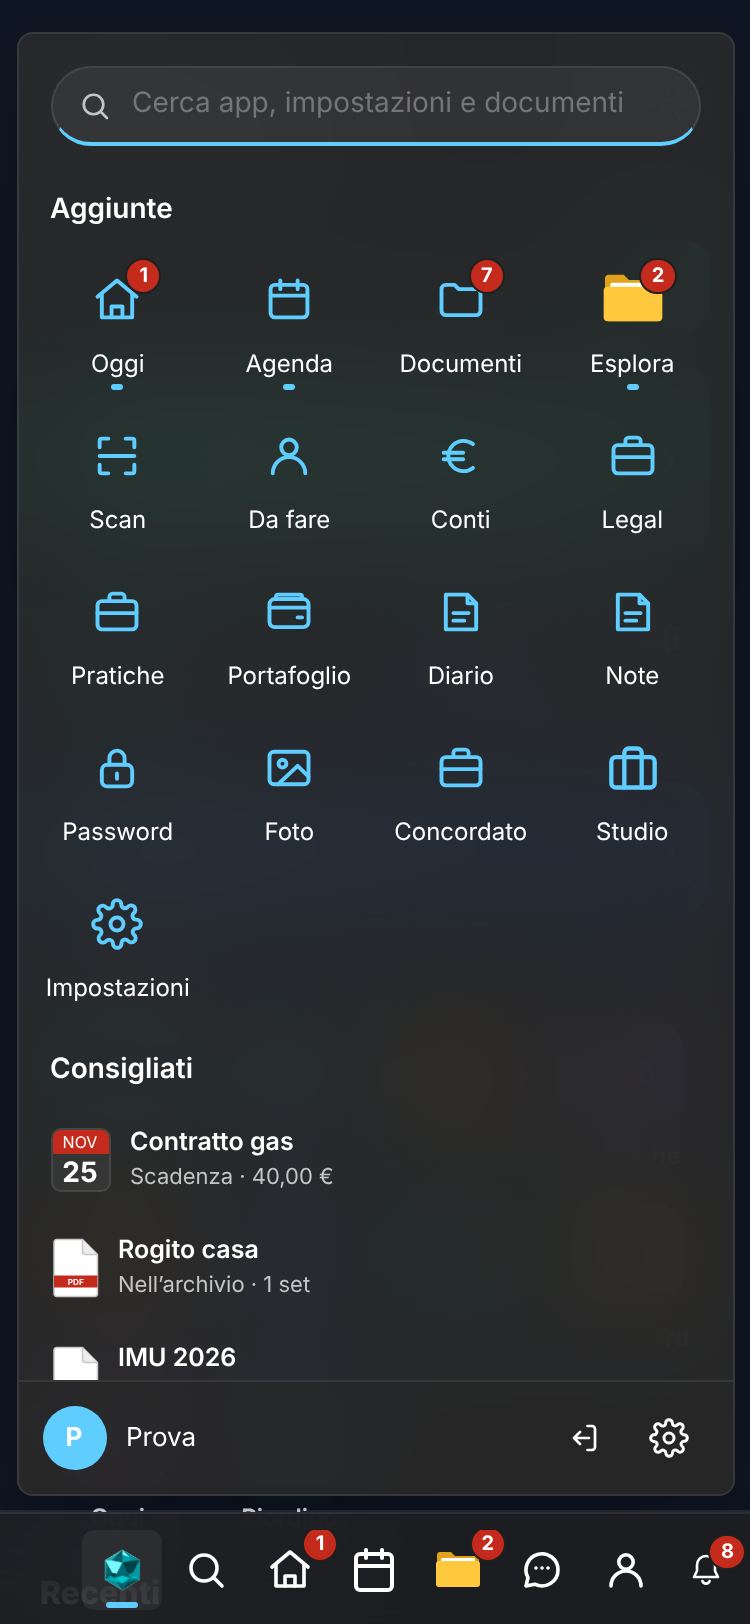 Cerca app, impostazioni e documenti
Aggiunte
1
7
2
Oggi
Agenda
Documenti
Esplora
Scan
Da fare
Conti
Legal
Pratiche
Portafoglio
Diario
Note
Password
Foto
Concordato
Studio
Impostazioni
Consigliati
NOV
25
Contratto gas
Scadenza · 40,00 €
PDF
Rogito casa
Nell’archivio · 1 set
IMU 2026
P
Prova
1
2
8
Recenti